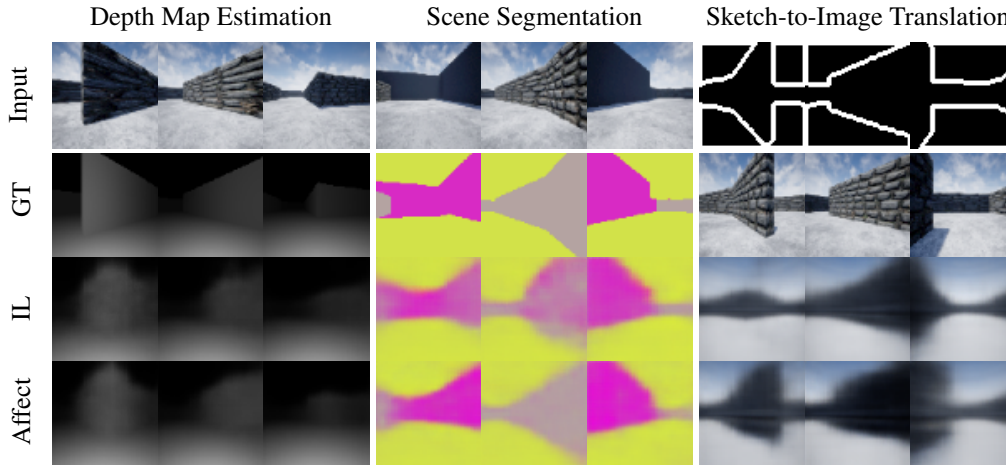 Depth Map Estimation
Scene Segmentation
Sketch-to-Image Translation
Input
GT
IL
Affect